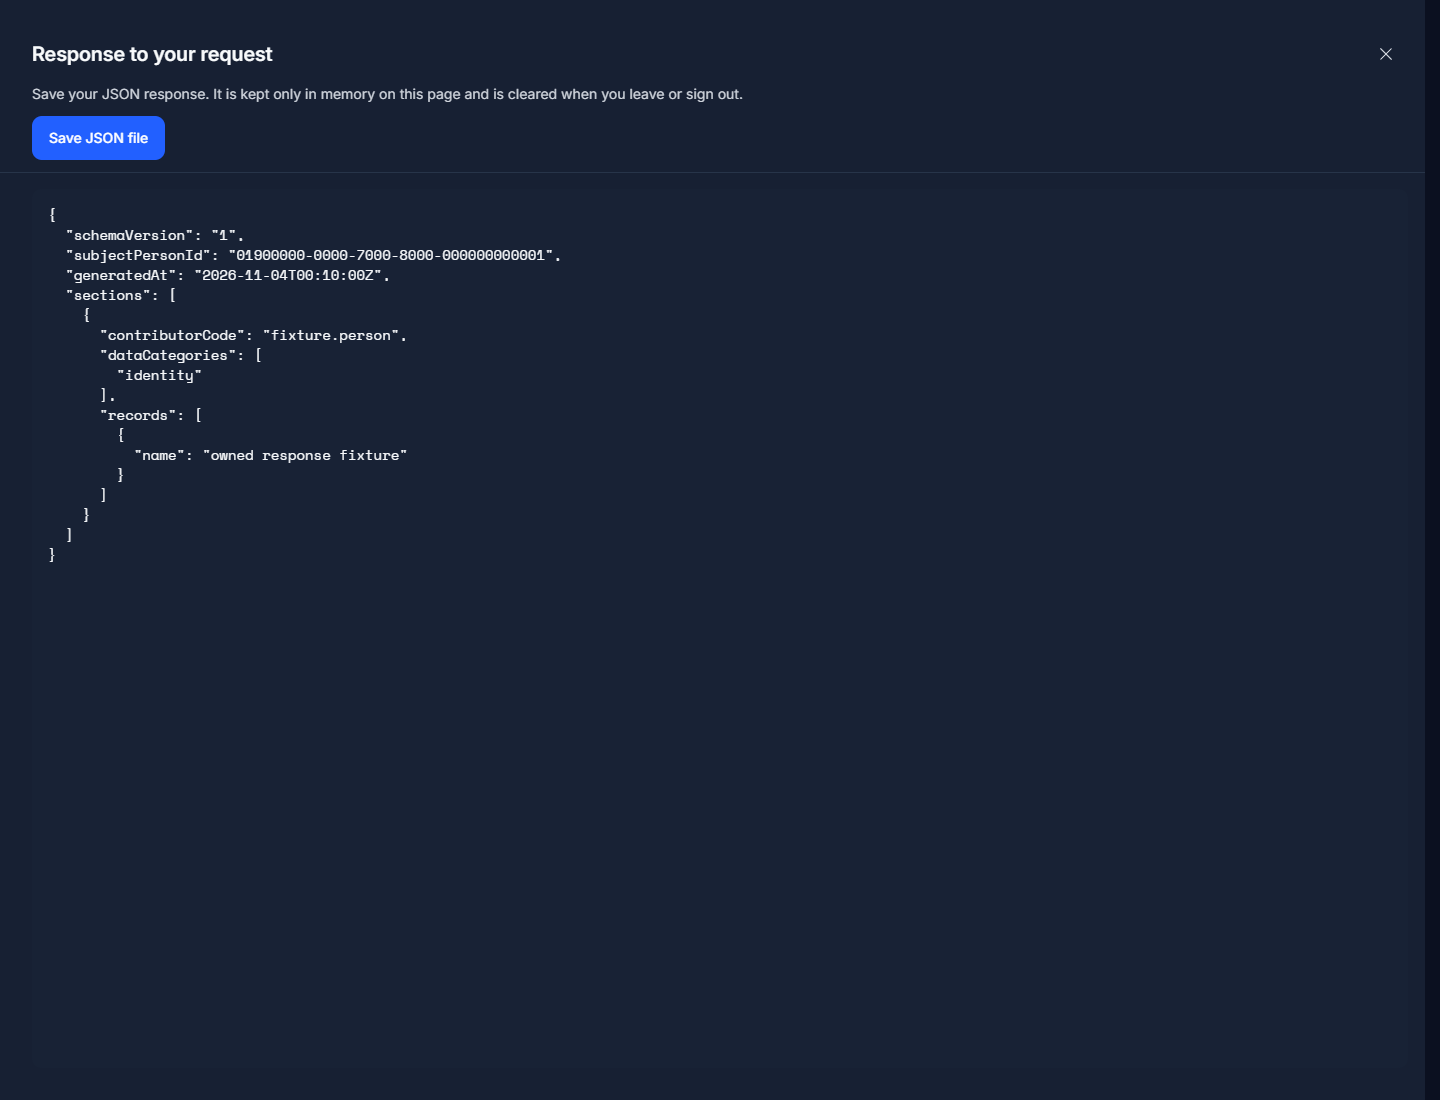 Response to your request
Save your JSON response. It is kept only in memory on this page and is cleared when you leave or sign out.
Save JSON file
{
  "schemaVersion": "1",
  "subjectPersonId": "01900000-0000-7000-8000-000000000001",
  "generatedAt": "2026-11-04T00:10:00Z",
  "sections": [
    {
      "contributorCode": "fixture.person",
      "dataCategories": [
        "identity"
      ],
      "records": [
        {
          "name": "owned response fixture"
        }
      ]
    }
  ]
}